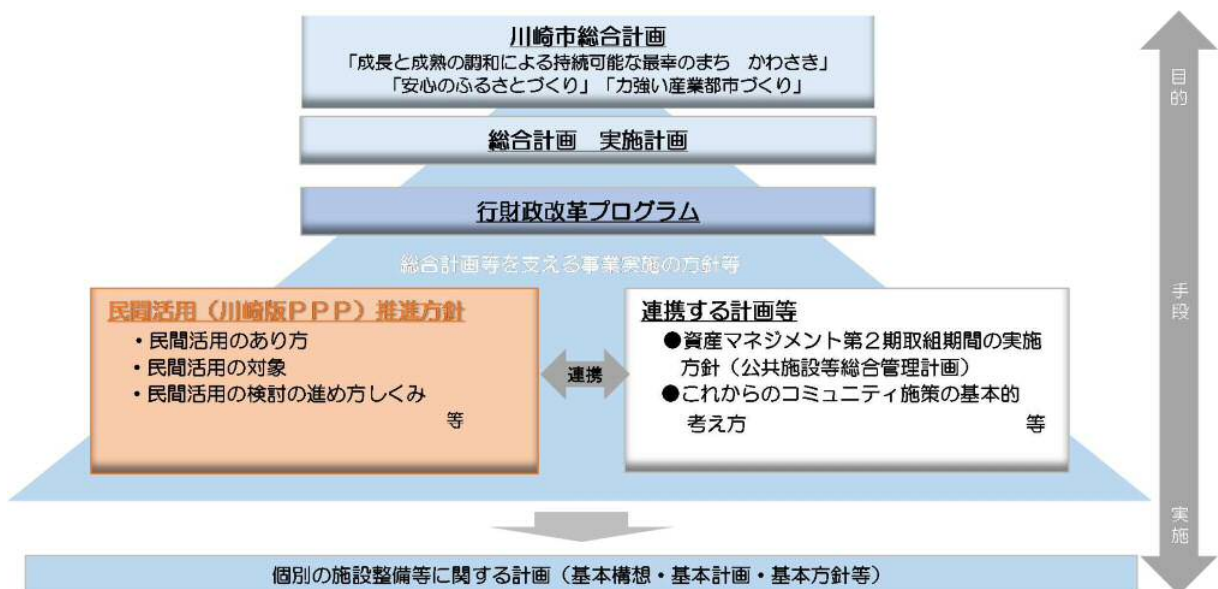 川崎市総合計画
「成長と成熟の調和による持続可能な最幸のまち　かわさき」
「安心のふるさとづくり」「力強い産業都市づくり」
総合計画　実施計画
行財政改革プログラム
総合計画等を支える事業実施の方針等
民間活用（川崎版ＰＰＰ）推進方針
・民間活用のあり方
・民間活用の対象
・民間活用の検討の進め方しくみ
等
連携
連携する計画等
●資産マネジメント第２期取組期間の実施
方針（公共施設等総合管理計画）
●これからのコミュニティ施策の基本的
考え方　等
個別の施設整備等に関する計画（基本構想・基本計画・基本方針等）
目的
手段
実施